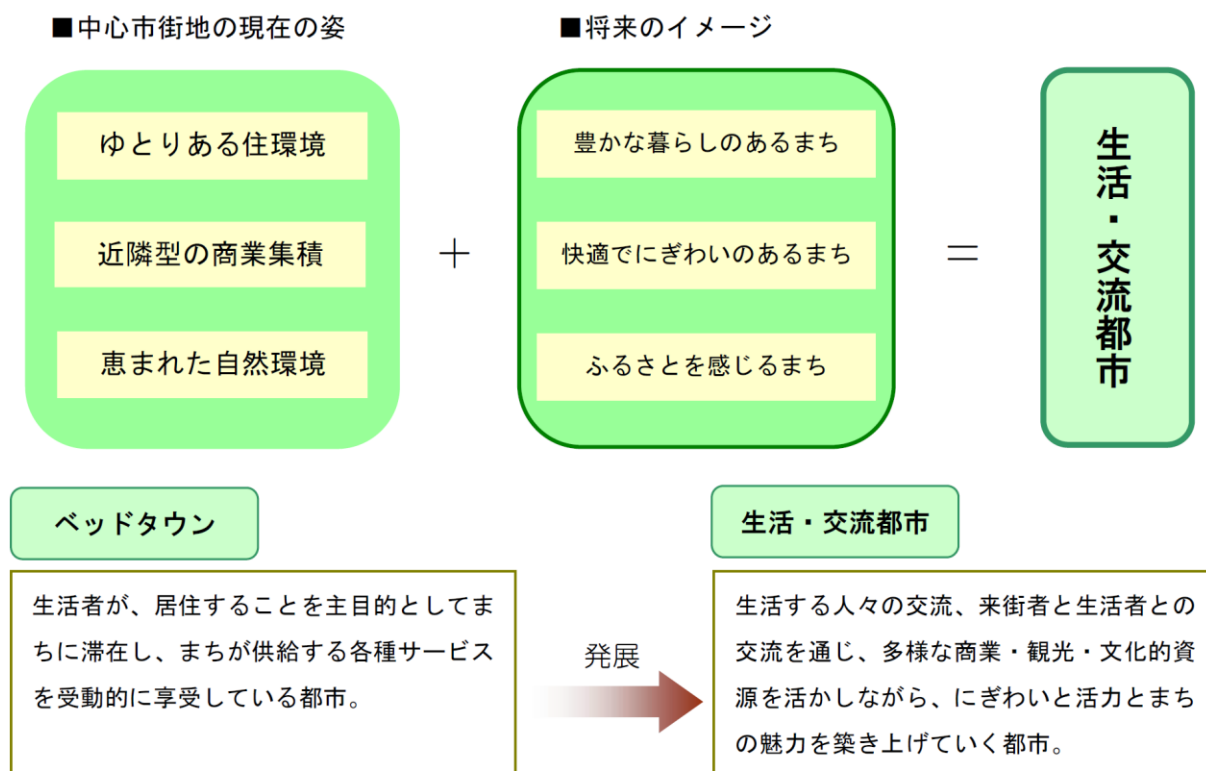 ■中心市街地の現在の姿
■将来のイメージ
ゆとりある住環境
近隣型の商業集積
恵まれた自然環境
＋
豊かな暮らしのあるまち
快適でにぎわいのあるまち
ふるさとを感じるまち
＝
生活・交流都市
ベッドタウン
生活者が、居住することを主目的としてま
ちに滞在し、まちが供給する各種サービス
を受動的に享受している都市。
発展
生活・交流都市
生活する人々の交流、来街者と生活者との
交流を通じ、多様な商業・観光・文化的資
源を活かしながら、にぎわいと活力とまち
の魅力を築き上げていく都市。